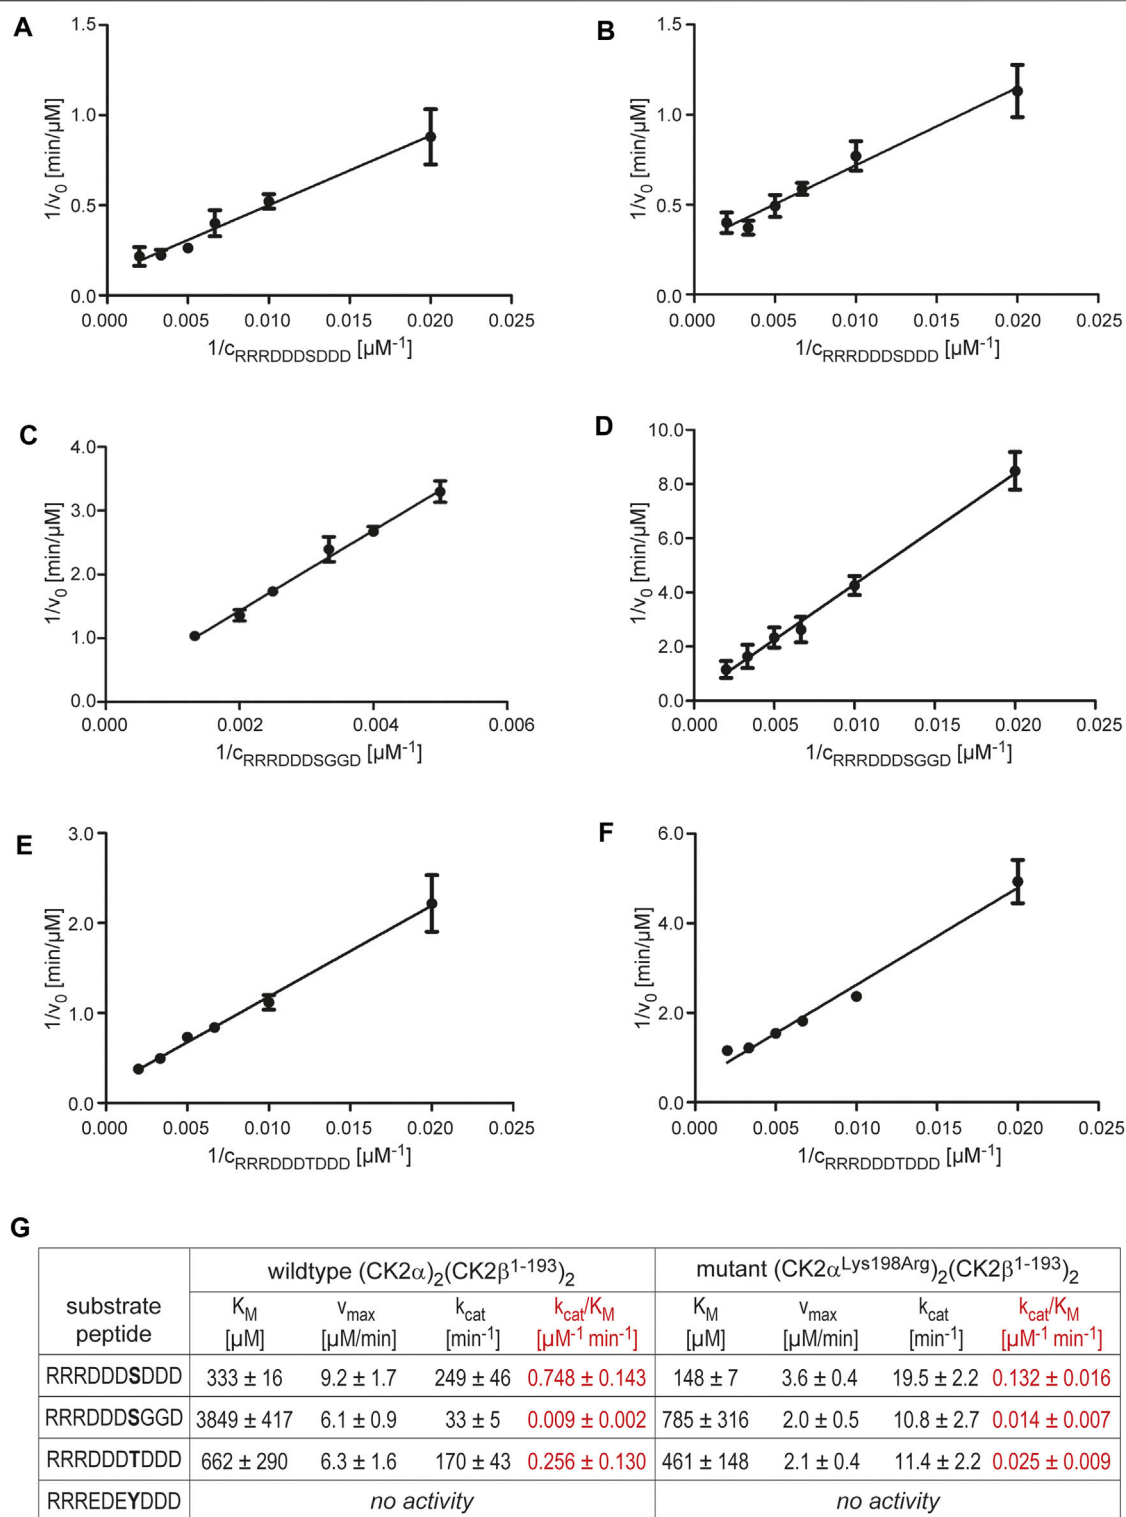 A
1.5
1.0
0.5
0.0
1/v0 [min/µM]
0.000 0.005 0.010 0.015 0.020 0.025
1/cRRRDDDSDDD [µM-1]
B
1.5
1.0
0.5
0.0
1/v0 [min/µM]
0.000 0.005 0.010 0.015 0.020 0.025
1/cRRRDDDSDDD [µM-1]
C
4.0
3.0
2.0
1.0
0.0
1/v0 [min/µM]
0.000 0.002 0.004 0.006
1/cRRRDDDSGGD [µM-1]
D
10.0
8.0
6.0
4.0
2.0
0.0
1/v0 [min/µM]
0.000 0.005 0.010 0.015 0.020 0.025
1/cRRRDDDSGGD [µM-1]
E
3.0
2.0
1.0
0.0
1/v0 [min/µM]
0.000 0.005 0.010 0.015 0.020 0.025
1/cRRRDDDTDDD [µM-1]
F
6.0
4.0
2.0
0.0
1/v0 [min/µM]
0.000 0.005 0.010 0.015 0.020 0.025
1/cRRRDDDTDDD [µM-1]
G
substrate peptide wildtype (CK2α)2(CK2β1-193)2 mutant (CK2αLys198Arg)2(CK2β1-193)2
KM vmax kcat kcat/KM KM vmax kcat kcat/KM
[µM] [µM/min] [min-1] [µM-1 min-1] [µM] [µM/min] [min-1] [µM-1 min-1]
RRRDDDSDDD 333 ± 16 9.2 ± 1.7 249 ± 46 0.748 ± 0.143 148 ± 7 3.6 ± 0.4 19.5 ± 2.2 0.132 ± 0.016
RRRDDDSGGD 3849 ± 417 6.1 ± 0.9 33 ± 5 0.009 ± 0.002 785 ± 316 2.0 ± 0.5 10.8 ± 2.7 0.014 ± 0.007
RRRDDDTDDD 662 ± 290 6.3 ± 1.6 170 ± 43 0.256 ± 0.130 461 ± 148 2.1 ± 0.4 11.4 ± 2.2 0.025 ± 0.009
RRREDEYDDD no activity no activity